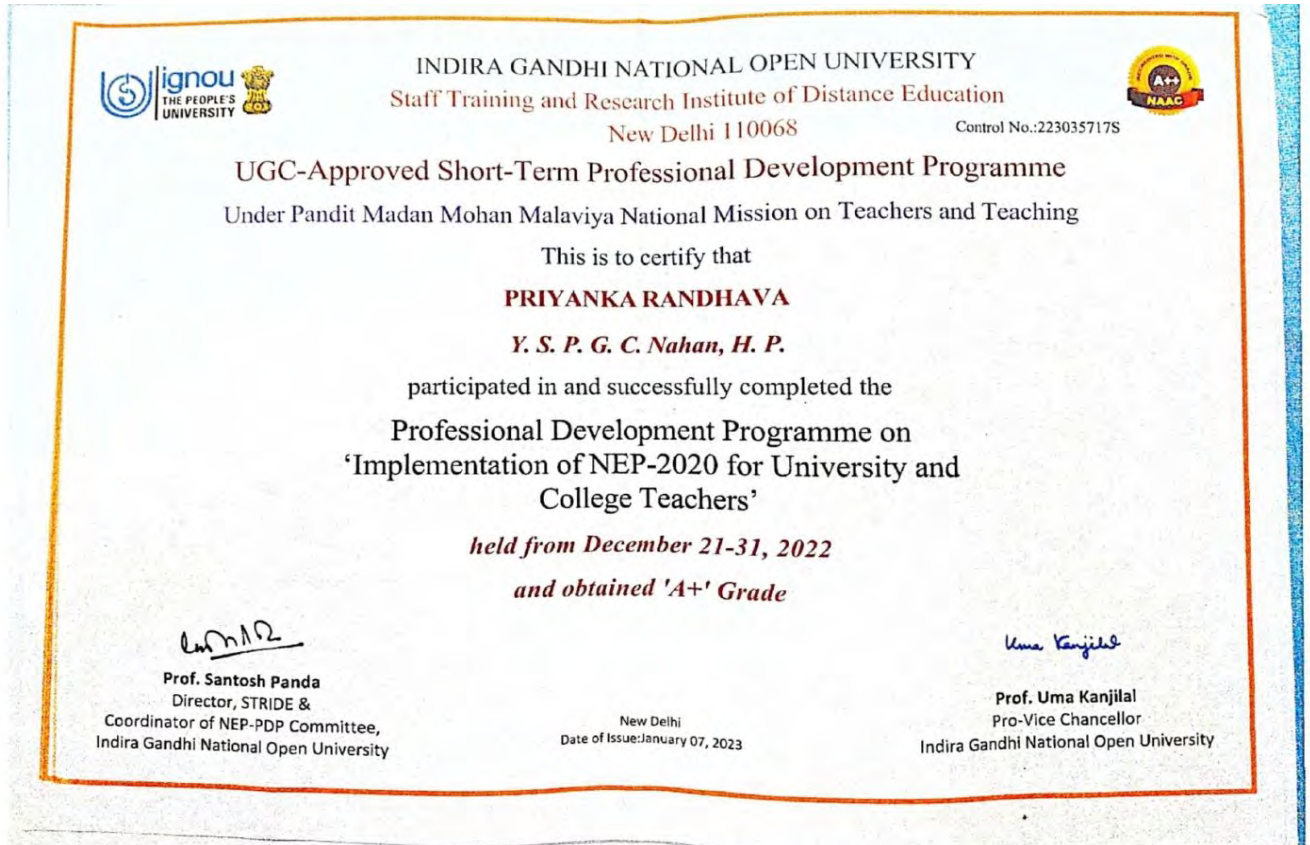 ignou
THE PEOPLE'S
UNIVERSITY
INDIRA GANDHI NATIONAL OPEN UNIVERSITY
Staff Training and Research Institute of Distance Education
New Delhi 110068
Control No.:223035717S
A++
NAAC
UGC-Approved Short-Term Professional Development Programme
Under Pandit Madan Mohan Malaviya National Mission on Teachers and Teaching
This is to certify that
PRIYANKA RANDHAVA
Y. S. P. G. C. Nahan, H. P.
participated in and successfully completed the
Professional Development Programme on
‘Implementation of NEP-2020 for University and
College Teachers’
held from December 21-31, 2022
and obtained 'A+' Grade
Prof. Santosh Panda
Director, STRIDE &
Coordinator of NEP-PDP Committee,
Indira Gandhi National Open University
New Delhi
Date of Issue:January 07, 2023
Uma Kanjilal
Prof. Uma Kanjilal
Pro-Vice Chancellor
Indira Gandhi National Open University